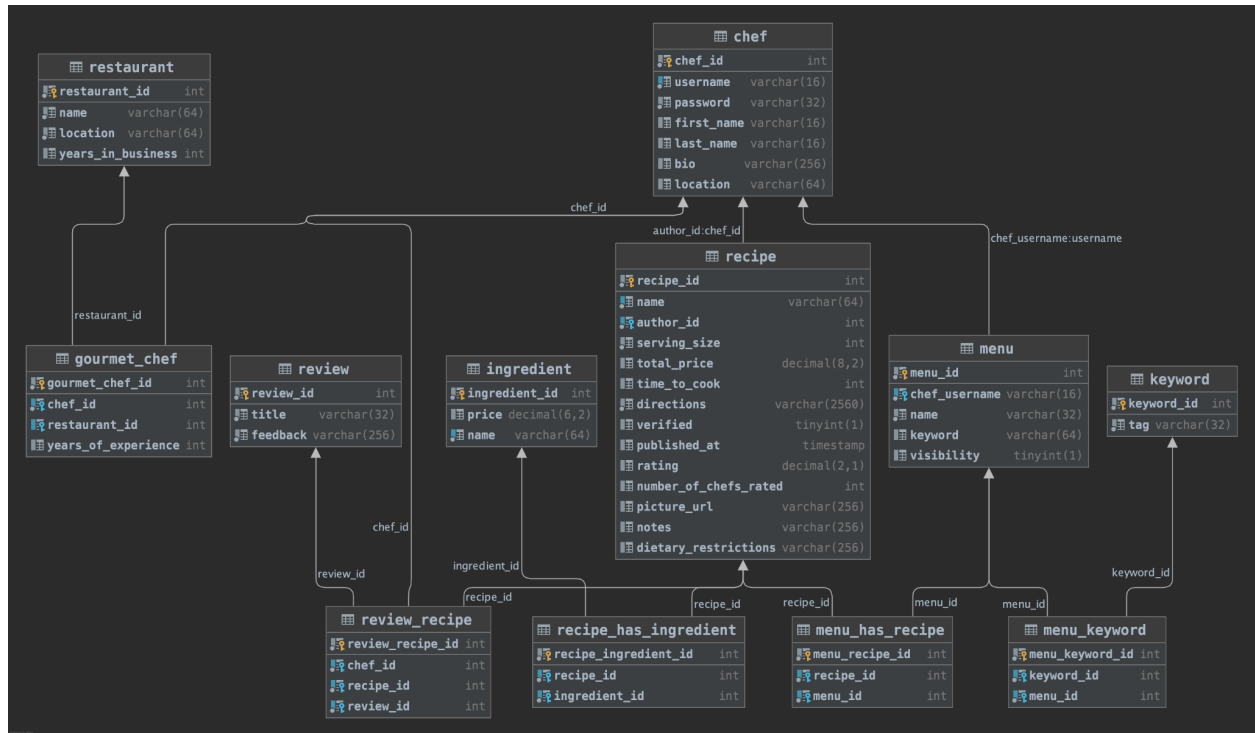 chef
chef_id int
username varchar(16)
password varchar(32)
first_name varchar(16)
last_name varchar(16)
bio varchar(256)
location varchar(64)
restaurant
restaurant_id int
name varchar(64)
location varchar(64)
years_in_business int
chef_id
author_id:chef_id
chef_username:username
restaurant_id
recipe
recipe_id int
name varchar(64)
author_id int
serving_size int
total_price decimal(8,2)
time_to_cook int
directions varchar(2560)
verified tinyint(1)
published_at timestamp
rating decimal(2,1)
number_of_chefs_rated int
picture_url varchar(256)
notes varchar(256)
dietary_restrictions varchar(256)
gourmet_chef
gourmet_chef_id int
chef_id int
restaurant_id int
years_of_experience int
review
review_id int
title varchar(32)
feedback varchar(256)
ingredient
ingredient_id int
price decimal(6,2)
name varchar(64)
menu
menu_id int
chef_username varchar(16)
name varchar(32)
keyword varchar(64)
visibility tinyint(1)
keyword
keyword_id int
tag varchar(32)
chef_id
review_id
ingredient_id
recipe_id
recipe_id
recipe_id
menu_id
menu_id
keyword_id
review_recipe
review_recipe_id int
chef_id int
recipe_id int
review_id int
recipe_has_ingredient
recipe_ingredient_id int
recipe_id int
ingredient_id int
menu_has_recipe
menu_recipe_id int
recipe_id int
menu_id int
menu_keyword
menu_keyword_id int
keyword_id int
menu_id int